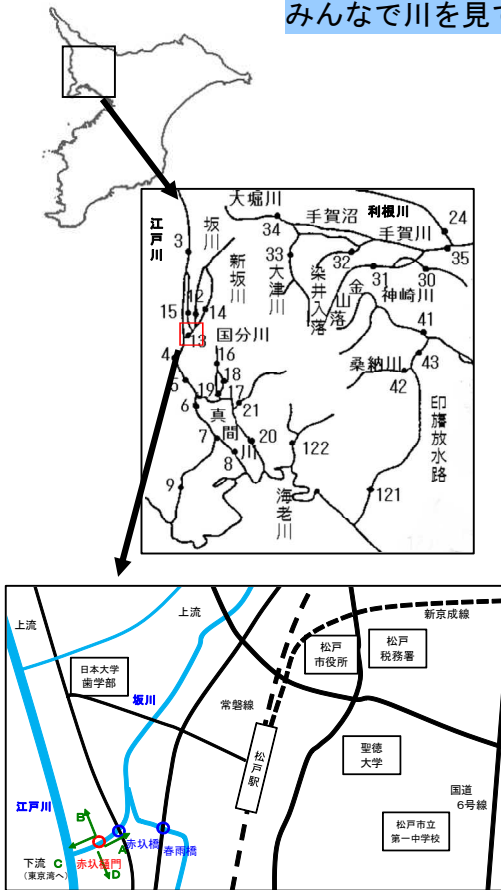 みんなで川を見て
大堀川
利根川
手賀沼
手賀川
江戸川
坂川
新坂川
大津川
染井入落
金山落
神崎川
24
34
35
3
33
32
31
30
15
12
14
13
国分川
41
4
16
桑納川
43
5
18
42
19
17
6
21
真間川
印旛放水路
7
20
122
8
9
海老川
121
上流
上流
新京成線
松戸
市役所
松戸
税務署
日本大学
歯学部
坂川
常磐線
松戸駅
聖徳
大学
江戸川
国道
6号線
松戸市立
第一中学校
B
赤圦橋
春雨橋
A
下流
(東京湾へ)
C
赤圦樋門
D